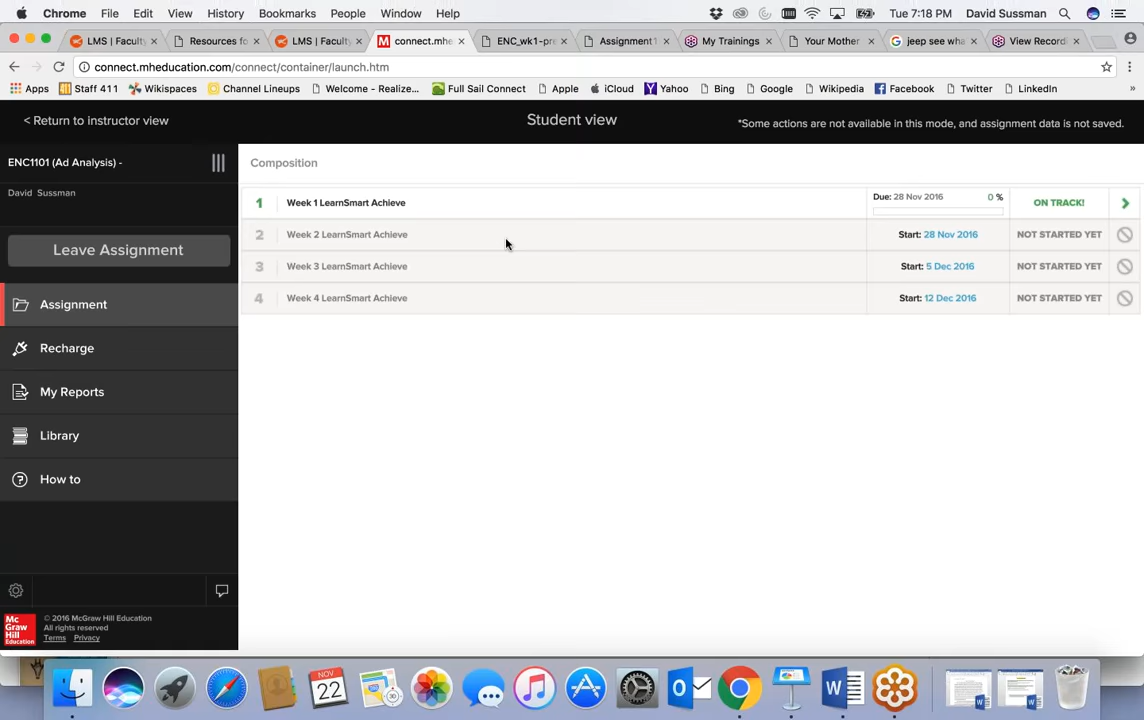 Chrome File Edit View History Bookmarks People Window Help Tue 7:18 PM David Sussman
LMS | Faculty LMS | Faculty Resources fo connect.mhe ENC_wk1-pre Assignment1 My Trainings Your Mother jeep see wha View Recordi
connect.mheducation.com/connect/container/launch.htm
Apps Staff 411 Wikispaces Channel Lineups Welcome - Realize... Full Sail Connect Apple iCloud Yahoo Bing Google Wikipedia Facebook Twitter LinkedIn
< Return to instructor view Student view *Some actions are not available in this mode, and assignment data is not saved.
ENC1101 (Ad Analysis) - Composition
David Sussman
1 Week 1 LearnSmart Achieve Due: 28 Nov 2016 0 % ON TRACK!
2 Week 2 LearnSmart Achieve Start: 28 Nov 2016 NOT STARTED YET
3 Week 3 LearnSmart Achieve Start: 5 Dec 2016 NOT STARTED YET
4 Week 4 LearnSmart Achieve Start: 12 Dec 2016 NOT STARTED YET
Leave Assignment
Assignment
Recharge
My Reports
Library
How to
Mc
Graw
Hill
Education
© 2016 McGraw Hill Education
All rights reserved
Terms Privacy
NOV
22
30